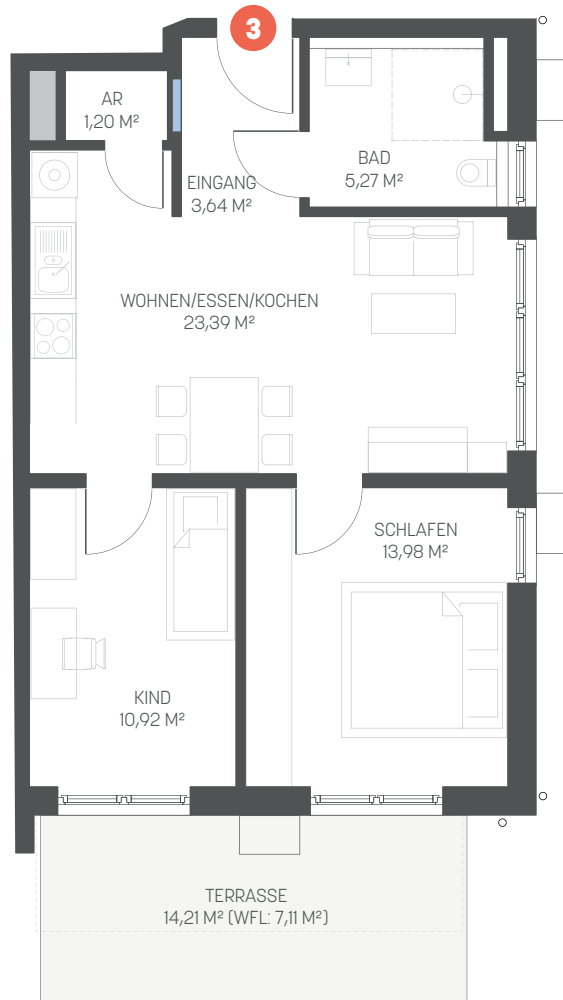 3
AR
1,20 M²
BAD
5,27 M²
EINGANG
3,64 M²
WOHNEN/ESSEN/KOCHEN
23,39 M²
SCHLAFEN
13,98 M²
KIND
10,92 M²
TERRASSE
14,21 M² (WFL: 7,11 M²)